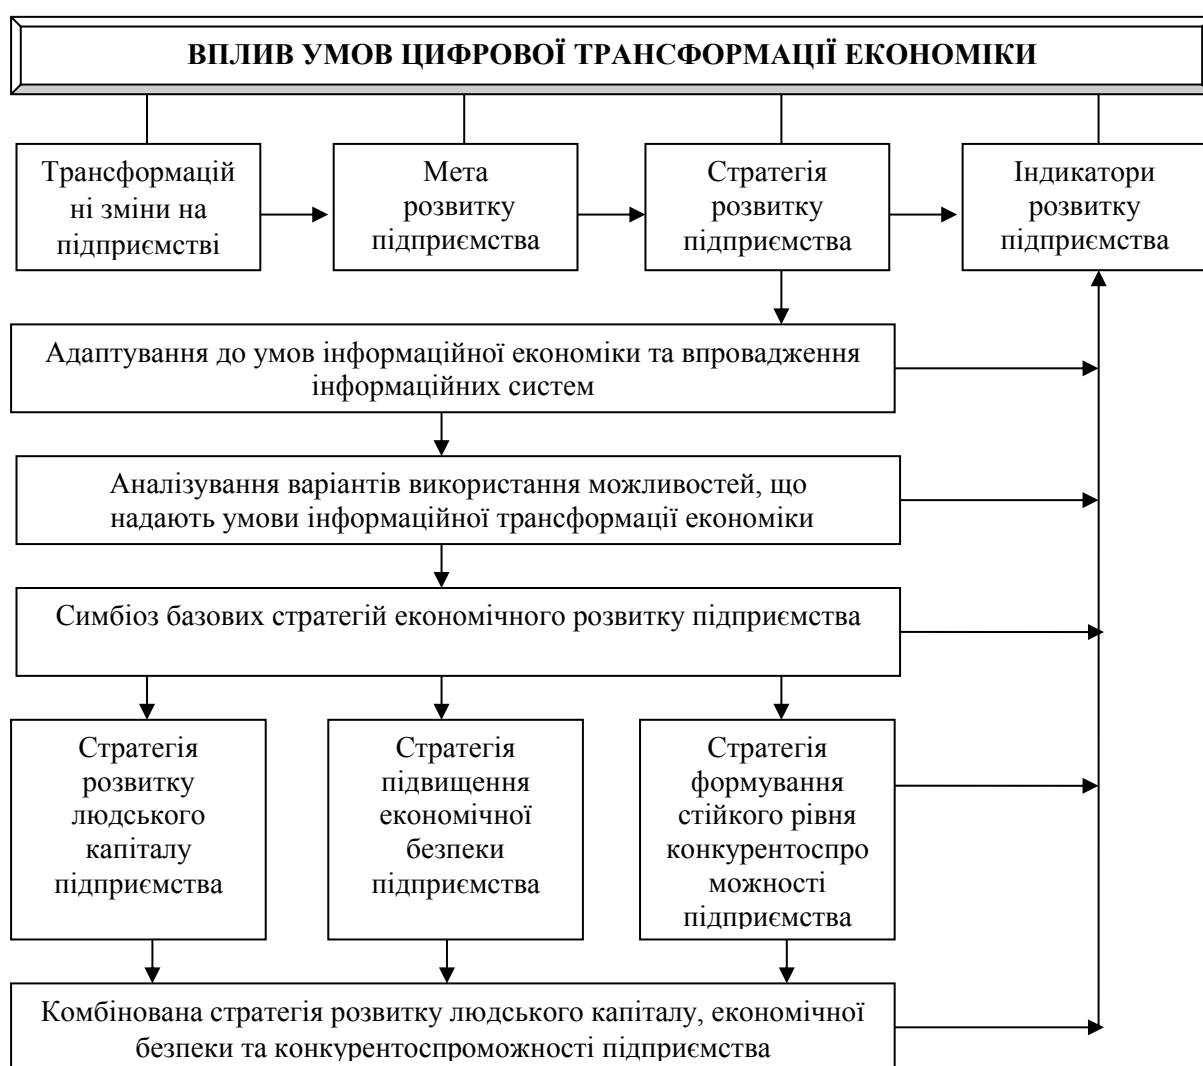 ВПЛИВ УМОВ ЦИФРОВОЇ ТРАНСФОРМАЦІЇ ЕКОНОМІКИ
Трансформацій
ні зміни на
підприємстві
Мета
розвитку
підприємства
Стратегія
розвитку
підприємства
Індикатори
розвитку
підприємства
Адаптування до умов інформаційної економіки та впровадження
інформаційних систем
Аналізування варіантів використання можливостей, що
надають умови інформаційної трансформації економіки
Симбіоз базових стратегій економічного розвитку підприємства
Стратегія
розвитку
людського
капіталу
підприємства
Стратегія
підвищення
економічної
безпеки
підприємства
Стратегія
формування
стійкого рівня
конкурентоспро
можності
підприємства
Комбінована стратегія розвитку людського капіталу, економічної
безпеки та конкурентоспроможності підприємства